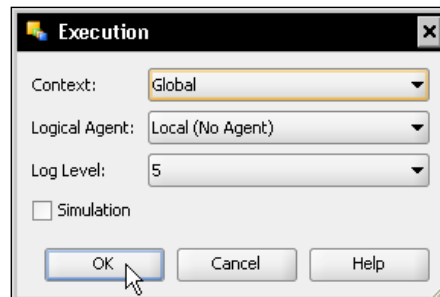 Execution
Context: Global
Logical Agent: Local (No Agent)
Log Level: 5
Simulation
OK Cancel Help